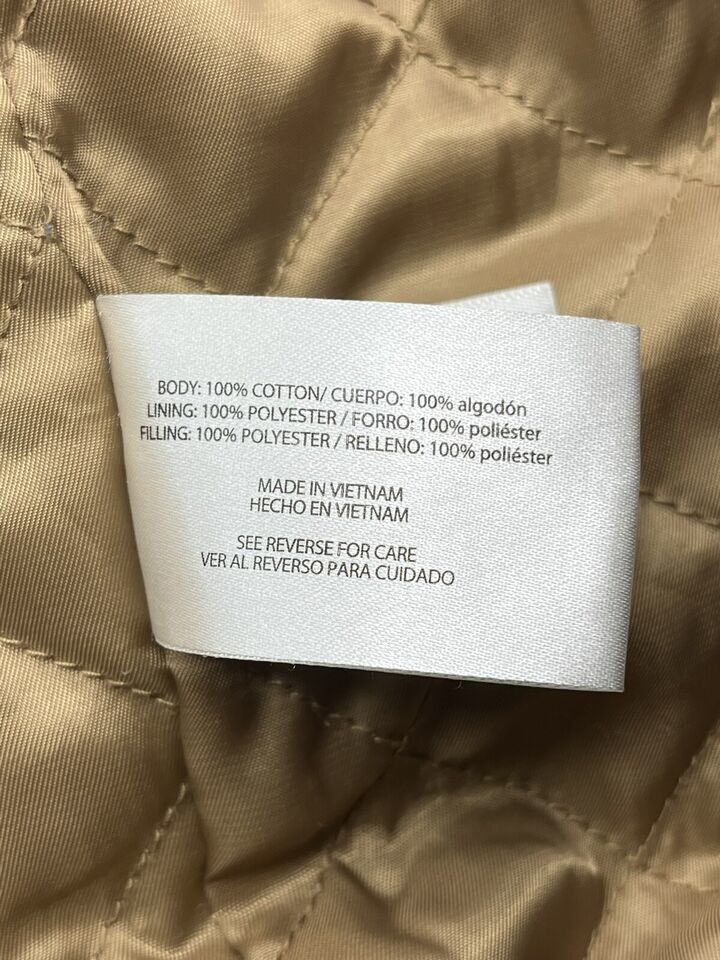 BODY: 100% COTTON/ CUERPO: 100% algodón
LINING: 100% POLYESTER / FORRO: 100% poliéster
FILLING: 100% POLYESTER / RELLENO: 100% poliéster
MADE IN VIETNAM
HECHO EN VIETNAM
SEE REVERSE FOR CARE
VER AL REVERSO PARA CUIDADO